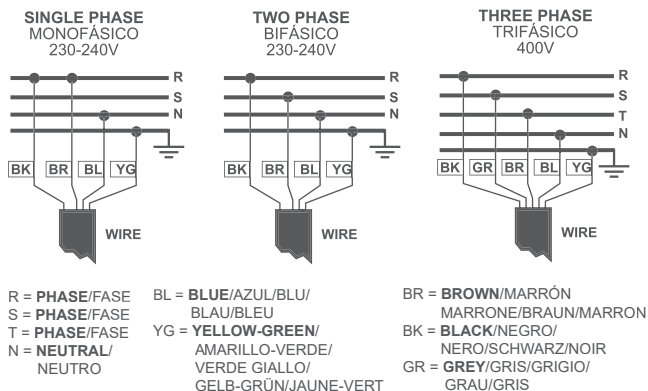 SINGLE PHASE
MONOFÁSICO
230-240V
R
S
N
BK BR BL YG
WIRE
TWO PHASE
BIFÁSICO
230-240V
R
S
N
BK BR BL YG
WIRE
THREE PHASE
TRIFÁSICO
400V
R
S
T
N
BK GR BR BL YG
WIRE
R = PHASE/FASE
S = PHASE/FASE
T = PHASE/FASE
N = NEUTRAL/
NEUTRO
BL = BLUE/AZUL/BLU/
BLAU/BLEU
YG = YELLOW-GREEN/
AMARILLO-VERDE/
VERDE GIALLO/
GELB-GRÜN/JAUNE-VERT
BR = BROWN/MARRÓN
MARRONE/BRAUN/MARRON
BK = BLACK/NEGRO/
NERO/SCHWARZ/NOIR
GR = GREY/GRIS/GRIGIO/
GRAU/GRIS